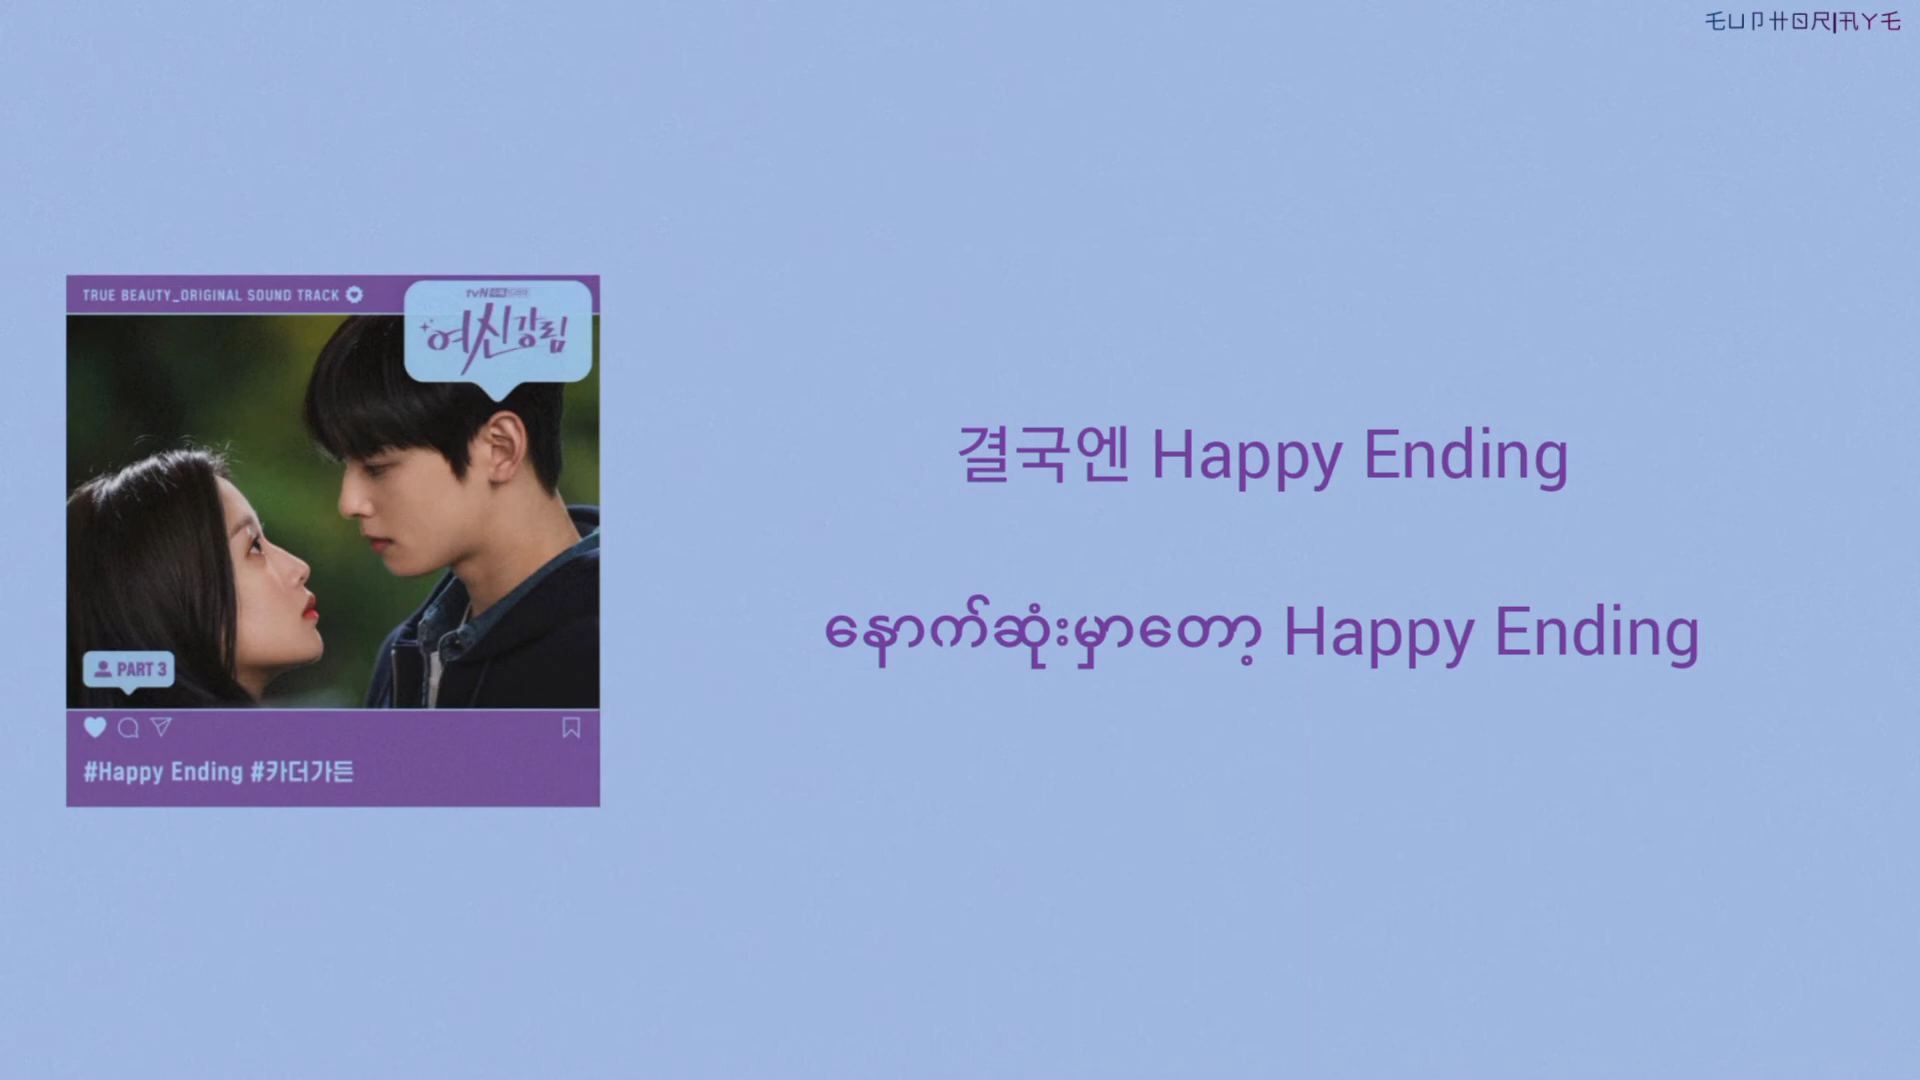 TRUE BEAUTY_ORIGINAL SOUND TRACK
tvN
여신강림
PART 3
#Happy Ending #카더가든
결국엔 Happy Ending
နောက်ဆုံးမှာတော့ Happy Ending